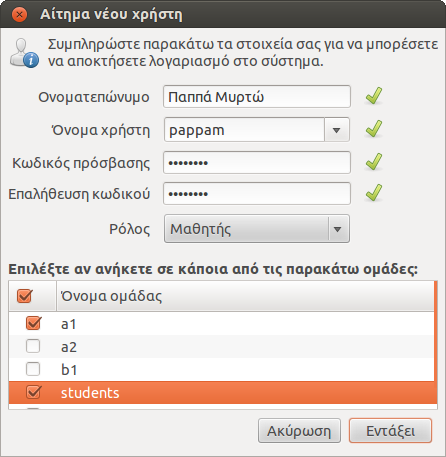 Αίτημα νέου χρήστη
Συμπληρώστε παρακάτω τα στοιχεία σας για να μπορέσετε
να αποκτήσετε λογαριασμό στο σύστημα.
Ονοματεπώνυμο Παππά Μυρτώ
Όνομα χρήστη pappam
Κωδικός πρόσβασης ••••••••
Επαλήθευση κωδικού ••••••••
Ρόλος Μαθητής
Επιλέξτε αν ανήκετε σε κάποια από τις παρακάτω ομάδες:
Όνομα ομάδας
a1
a2
b1
students
Ακύρωση Εντάξει